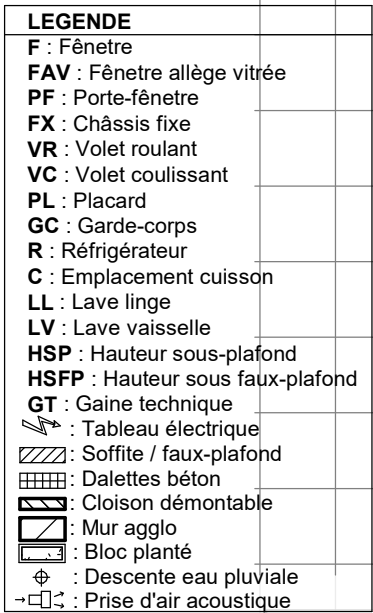 LEGENDE
F : Fênetre
FAV : Fênetre allège vitrée
PF : Porte-fênetre
FX : Châssis fixe
VR : Volet roulant
VC : Volet coulissant
PL : Placard
GC : Garde-corps
R : Réfrigérateur
C : Emplacement cuisson
LL : Lave linge
LV : Lave vaisselle
HSP : Hauteur sous-plafond
HSFP : Hauteur sous faux-plafond
GT : Gaine technique
: Tableau électrique
: Soffite / faux-plafond
: Dalettes béton
: Cloison démontable
: Mur agglo
: Bloc planté
: Descente eau pluviale
: Prise d'air acoustique